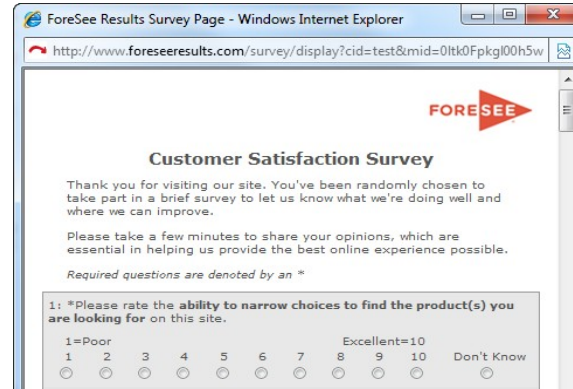 ForeSee Results Survey Page - Windows Internet Explorer
http://www.foreseeresults.com/survey/display?cid=test&mid=0Itk0Fpkgl00h5w
FORESEE
Customer Satisfaction Survey
Thank you for visiting our site. You've been randomly chosen to
take part in a brief survey to let us know what we're doing well and
where we can improve.
Please take a few minutes to share your opinions, which are
essential in helping us provide the best online experience possible.
Required questions are denoted by an *
1: *Please rate the ability to narrow choices to find the product(s) you
are looking for on this site.
1=Poor Excellent=10
1 2 3 4 5 6 7 8 9 10 Don't Know